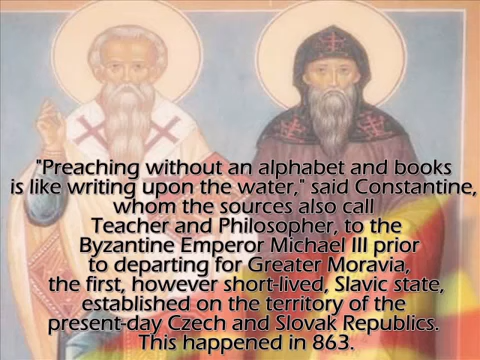 "Preaching without an alphabet and books
is like writing upon the water," said Constantine,
whom the sources also call
Teacher and Philosopher, to the
Byzantine Emperor Michael III prior
to departing for Greater Moravia,
the first, however short-lived, Slavic state,
established on the territory of the
present-day Czech and Slovak Republics.
This happened in 863.